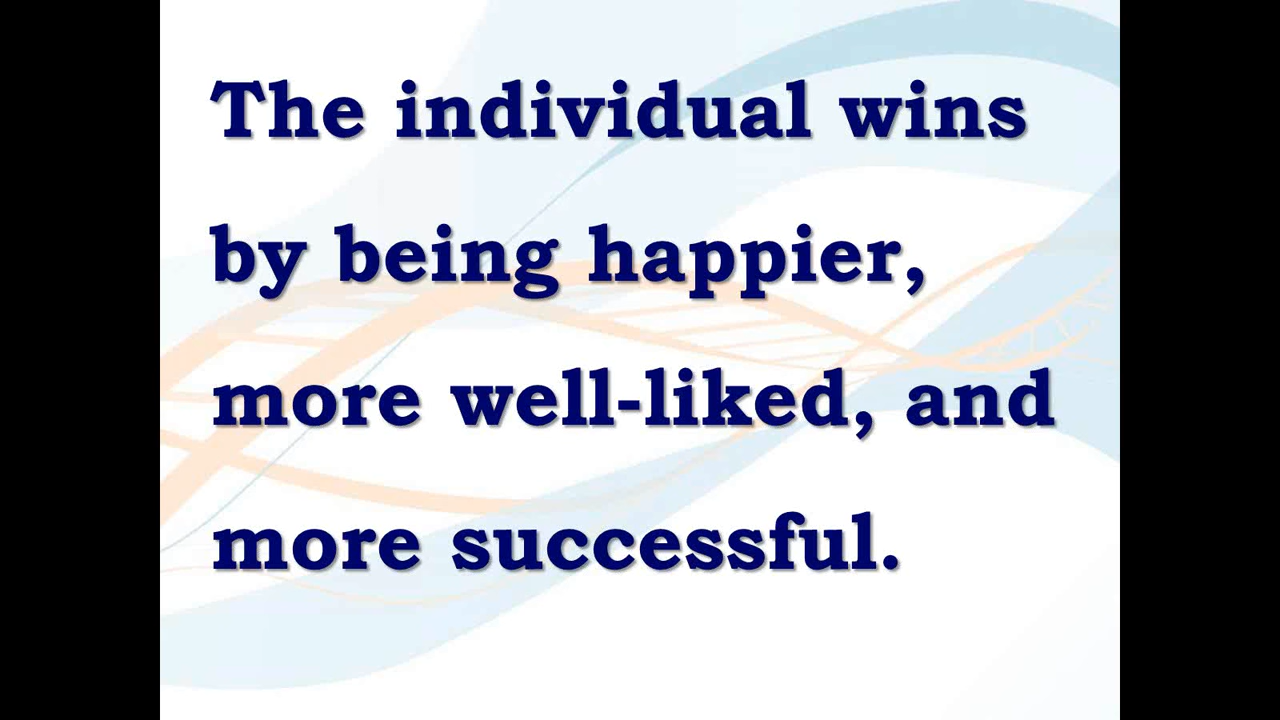 The individual wins
by being happier,
more well-liked, and
more successful.